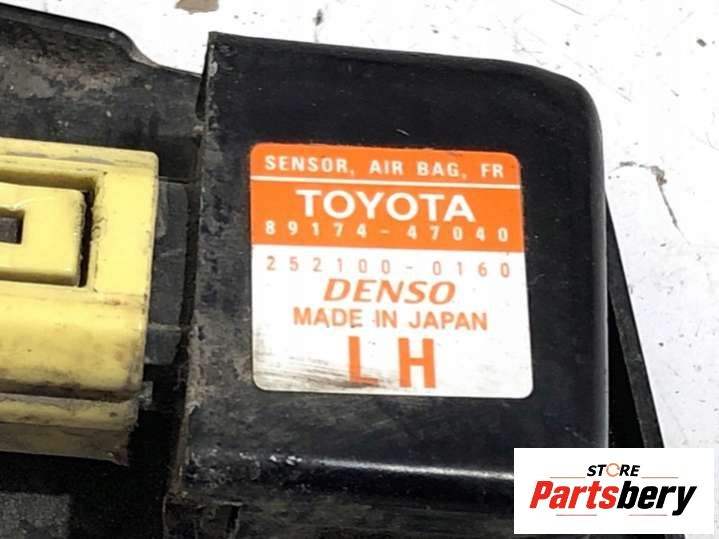 SENSOR, AIR BAG, FR
TOYOTA
89174-47040
252100-0160
DENSO
MADE IN JAPAN
LH
STORE
Partsbery